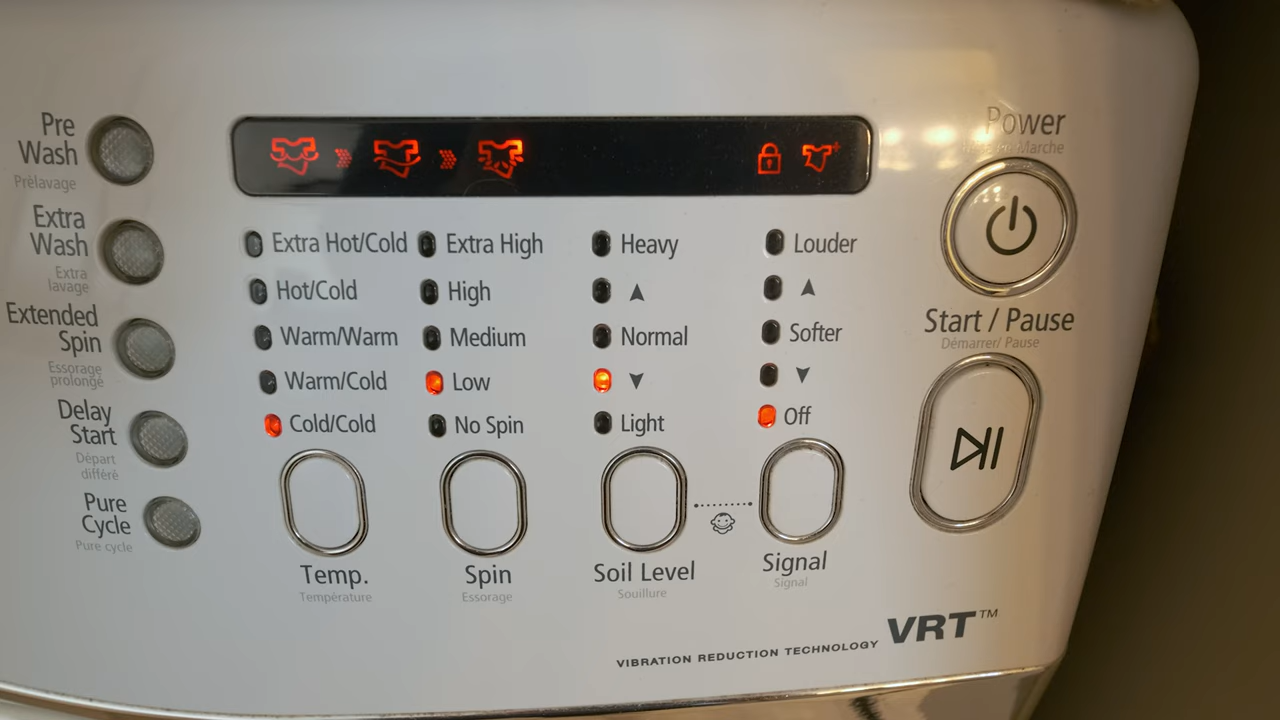 Pre
Wash
Prélavage
Extra
Wash
Extra
lavage
Extended
Spin
Essorage
prolongé
Delay
Start
Départ
différé
Pure
Cycle
Pure cycle
Extra Hot/Cold
Hot/Cold
Warm/Warm
Warm/Cold
Cold/Cold
Temp.
Température
Extra High
High
Medium
Low
No Spin
Spin
Essorage
Heavy
Normal
Light
Soil Level
Souillure
Louder
Softer
Off
Signal
Signal
Power
Marche
Start / Pause
Démarrer/ Pause
VIBRATION REDUCTION TECHNOLOGY VRT™